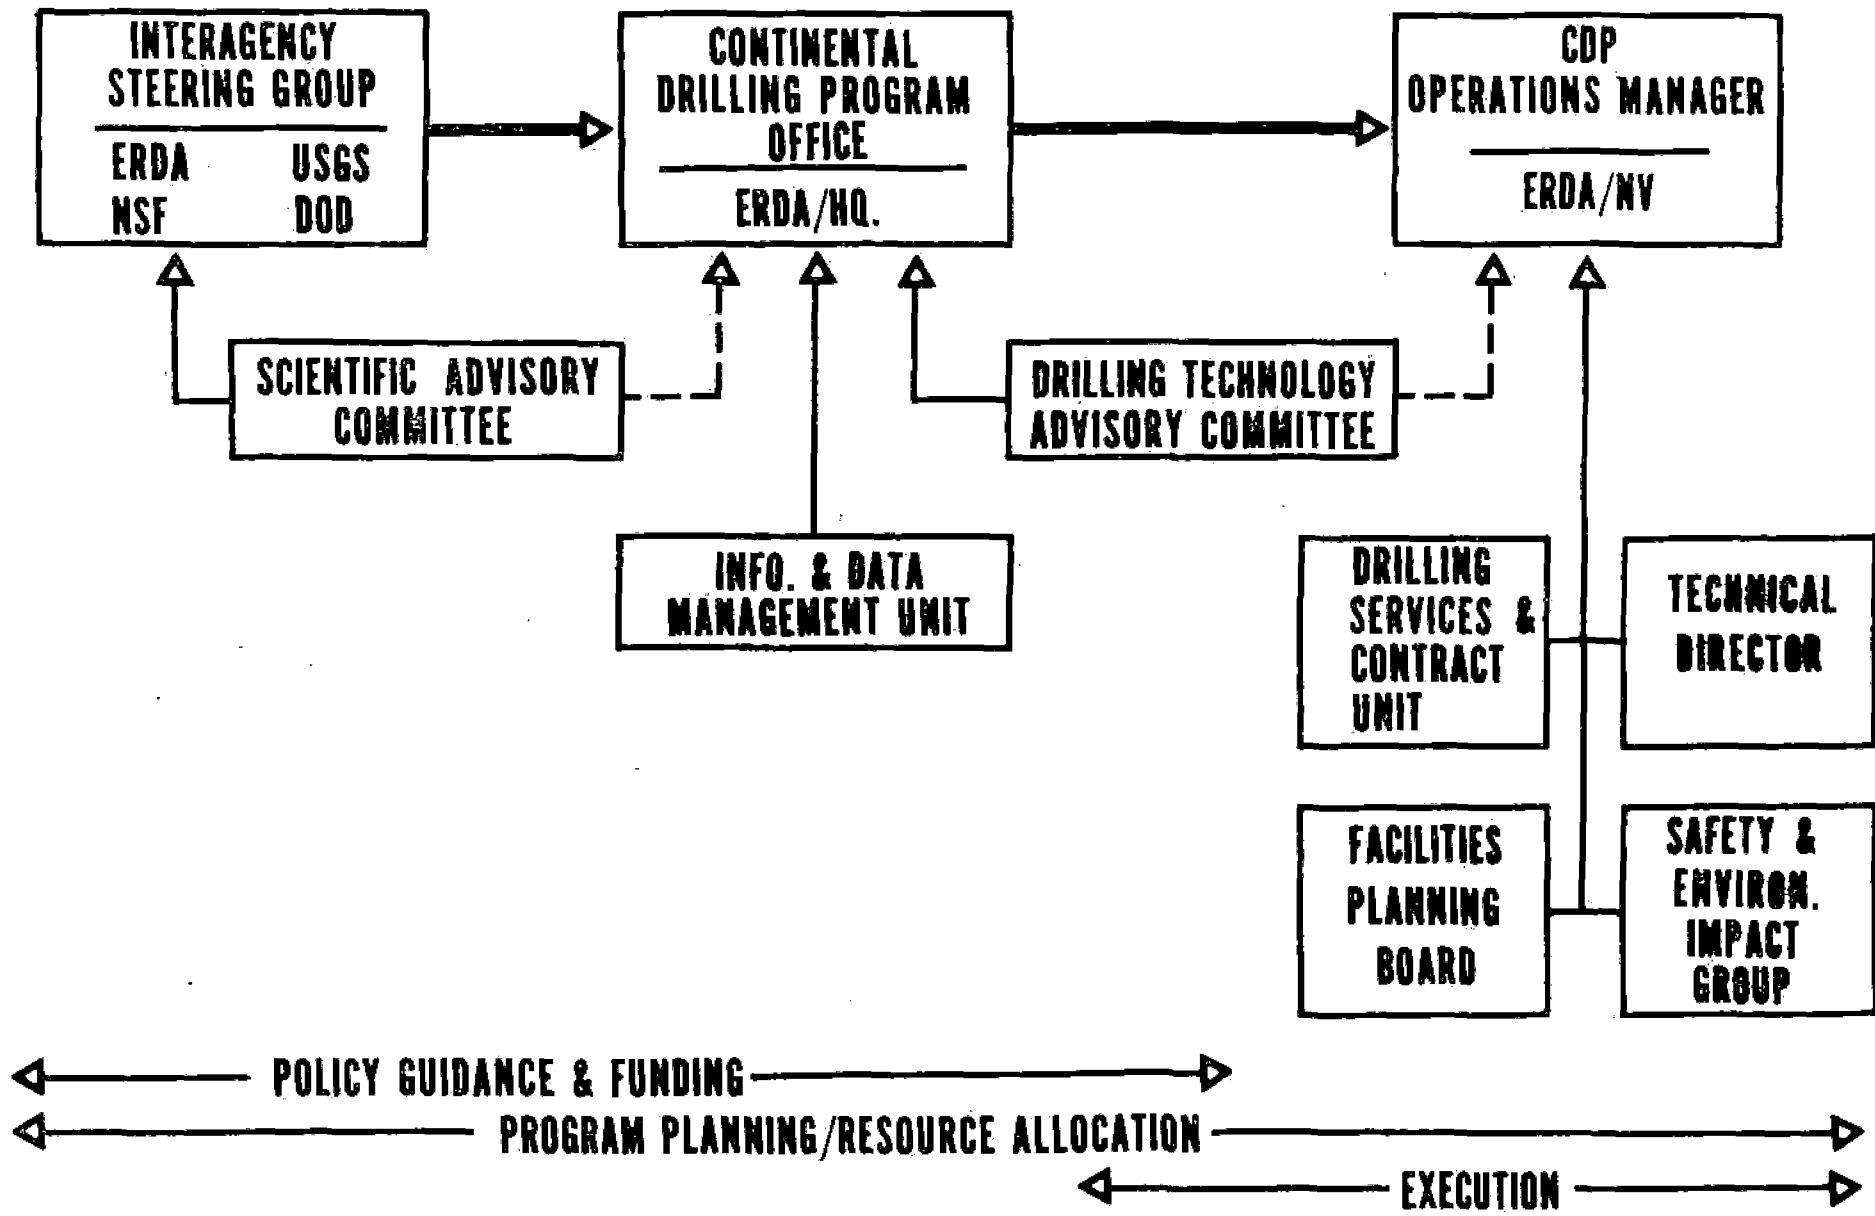 INTERAGENCY
STEERING GROUP
ERDA USGS
NSF DOD
CONTINENTAL
DRILLING PROGRAM
OFFICE
ERDA/HQ.
CDP
OPERATIONS MANAGER
ERDA/NV
SCIENTIFIC ADVISORY
COMMITTEE
DRILLING TECHNOLOGY
ADVISORY COMMITTEE
INFO. & DATA
MANAGEMENT UNIT
DRILLING
SERVICES &
CONTRACT
UNIT
TECHNICAL
DIRECTOR
FACILITIES
PLANNING
BOARD
SAFETY &
ENVIRON.
IMPACT
GROUP
POLICY GUIDANCE & FUNDING
PROGRAM PLANNING/RESOURCE ALLOCATION
EXECUTION